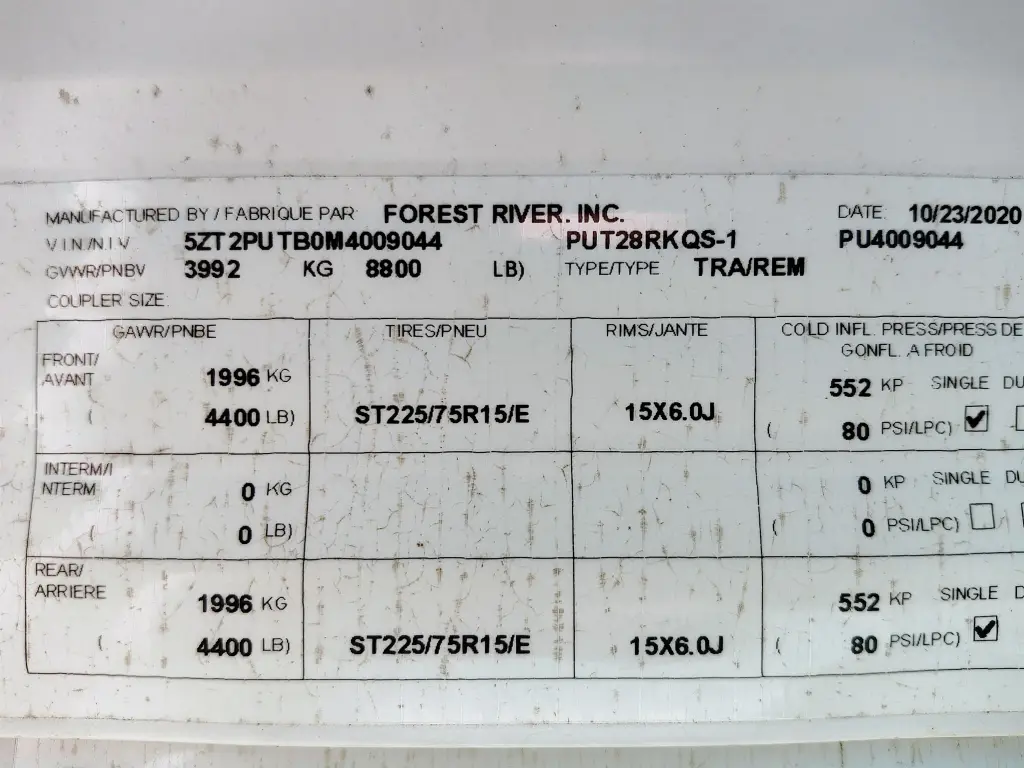 MANUFACTURED BY / FABRIQUE PAR FOREST RIVER. INC. DATE 10/23/2020
VIN/NIV 5ZT2PUTB0M4009044 PUT28RKQS-1 PU4009044
GVWR/PNBV 3992 KG 8800 LB) TYPE/TYPE TRA/REM
COUPLER SIZE
GAWR/PNBE TIRES/PNEU RIMS/JANTE COLD INFL. PRESS/PRESS DE
GONFL. A FROID
FRONT/
AVANT 1996 KG 552 KP SINGLE DU
( 4400 LB) ST225/75R15/E 15X6.0J ( 80 PSI/LPC)
INTERM/I
NTERM 0 KG 0 KP SINGLE DU
( 0 LB) ( 0 PSI/LPC)
REAR/
ARRIERE 1996 KG 552 KP SINGLE D
( 4400 LB) ST225/75R15/E 15X6.0J ( 80 PSI/LPC)